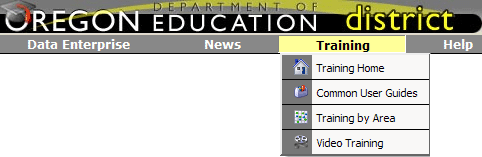 DEPARTMENT OF
OREGON EDUCATION district
Data Enterprise News Training Help
Training Home
Common User Guides
Training by Area
Video Training